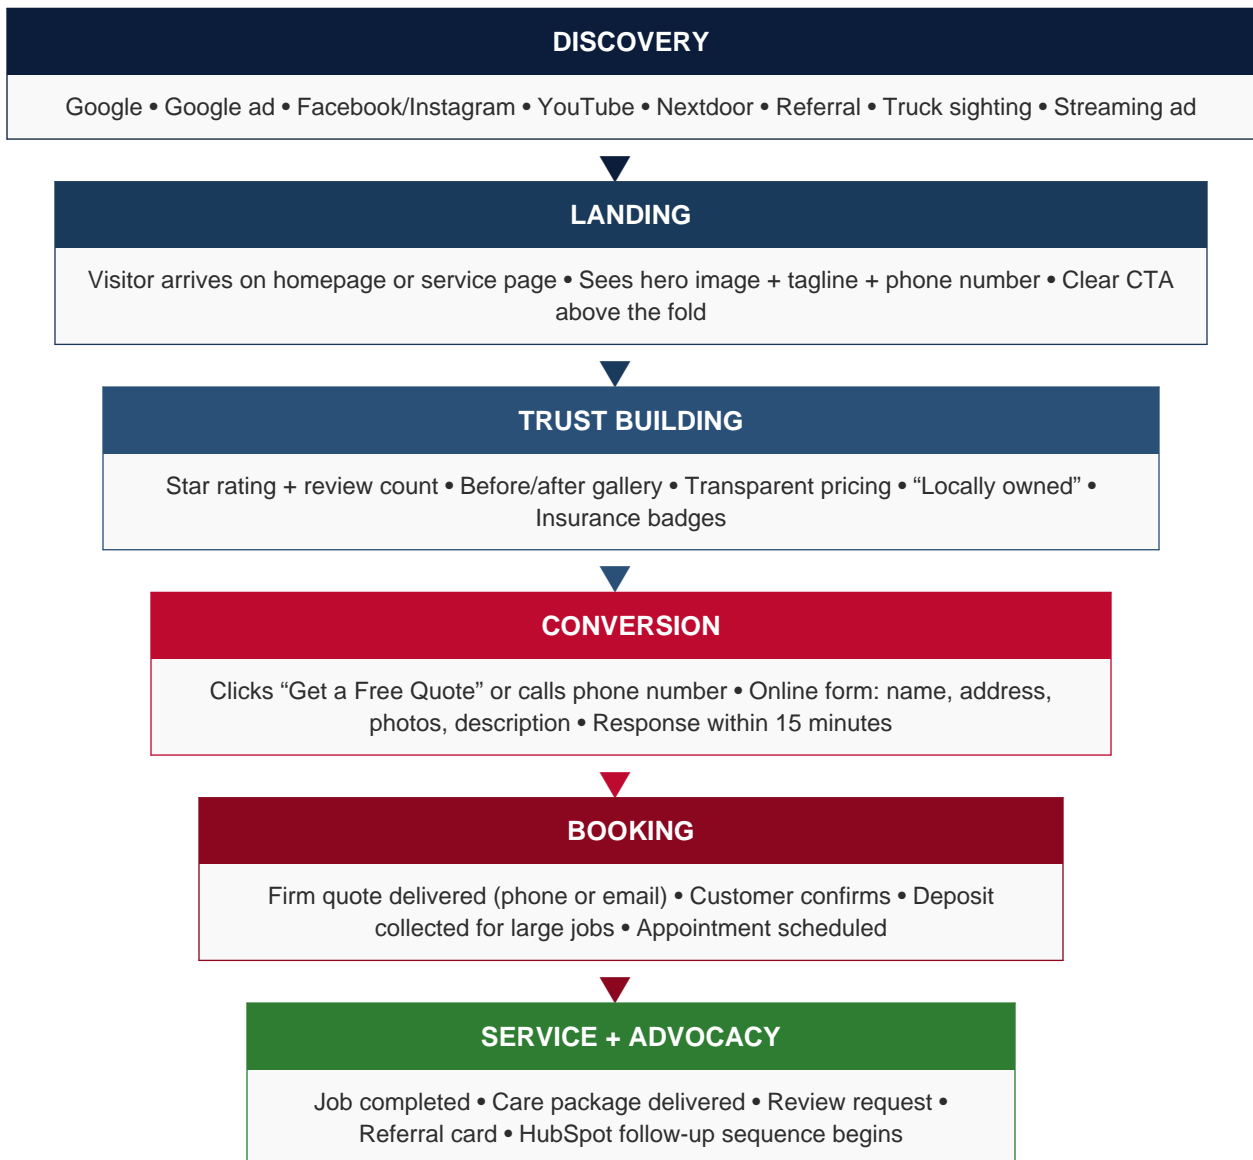 DISCOVERY
Google • Google ad • Facebook/Instagram • YouTube • Nextdoor • Referral • Truck sighting • Streaming ad
LANDING
Visitor arrives on homepage or service page • Sees hero image + tagline + phone number • Clear CTA
above the fold
TRUST BUILDING
Star rating + review count • Before/after gallery • Transparent pricing • “Locally owned” •
Insurance badges
CONVERSION
Clicks “Get a Free Quote” or calls phone number • Online form: name, address,
photos, description • Response within 15 minutes
BOOKING
Firm quote delivered (phone or email) • Customer confirms • Deposit
collected for large jobs • Appointment scheduled
SERVICE + ADVOCACY
Job completed • Care package delivered • Review request •
Referral card • HubSpot follow-up sequence begins